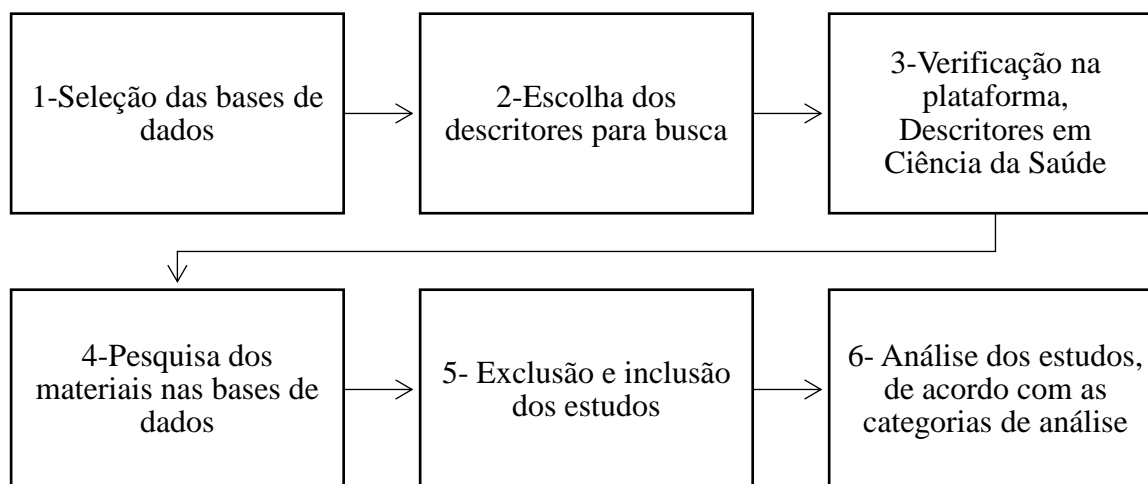 1-Seleção das bases de
dados
2-Escolha dos
descritores para busca
3-Verificação na
plataforma,
Descritores em
Ciência da Saúde
4-Pesquisa dos
materiais nas bases de
dados
5- Exclusão e inclusão
dos estudos
6- Análise dos estudos,
de acordo com as
categorias de análise